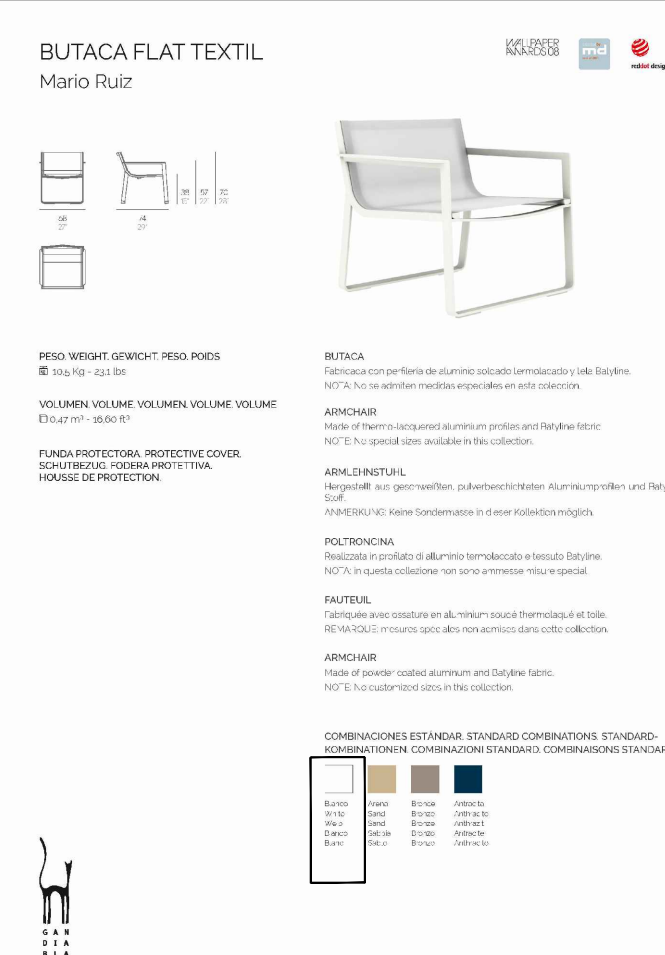 BUTACA FLAT TEXTIL
Mario Ruiz
WALLPAPER
AWARDS08
md
reddot desig
38 57 70
15" 22" 28"
68
27"
74
29"
PESO. WEIGHT. GEWICHT. PESO. POIDS
10,5 Kg - 23,1 lbs
VOLUMEN. VOLUME. VOLUMEN. VOLUME. VOLUME
0,47 m³ - 16,60 ft³
FUNDA PROTECTORA. PROTECTIVE COVER.
SCHUTBEZUG. FODERA PROTETTIVA.
HOUSSE DE PROTECTION.
BUTACA
Fabricada con perfilería de aluminio soldado termolacado y tela Batyline.
NOTA: No se admiten medidas especiales en esta colección.
ARMCHAIR
Made of thermo-lacquered aluminium profiles and Batyline fabric
NOTE: No special sizes available in this collection.
ARMLEHNSTUHL
Hergestellt aus geschweißten, pulverbeschichteten Aluminiumprofilen und Baty
Stoff.
ANMERKUNG: Keine Sondermasse in dieser Kollektion möglich.
POLTRONCINA
Realizzata in profilato di alluminio termolaccato e tessuto Batyline.
NOTA: in questa collezione non sono ammesse misure special
FAUTEUIL
Fabriquée avec ossature en aluminium soudé thermolaqué et toile.
REMARQUE: mesures spéciales non admises dans cette collection.
ARMCHAIR
Made of powder coated aluminum and Batyline fabric.
NOTE: No customized sizes in this collection.
COMBINACIONES ESTÁNDAR. STANDARD COMBINATIONS. STANDARD-
KOMBINATIONEN. COMBINAZIONI STANDARD. COMBINAISONS STANDAR
Blanco Arena Bronce Antracita
White Sand Bronze Anthracite
Weiß Sand Bronze Anthrazit
Bianco Sabbia Bronzo Antracite
Blanc Sable Bronze Anthracite
G A N
D I A
B L A